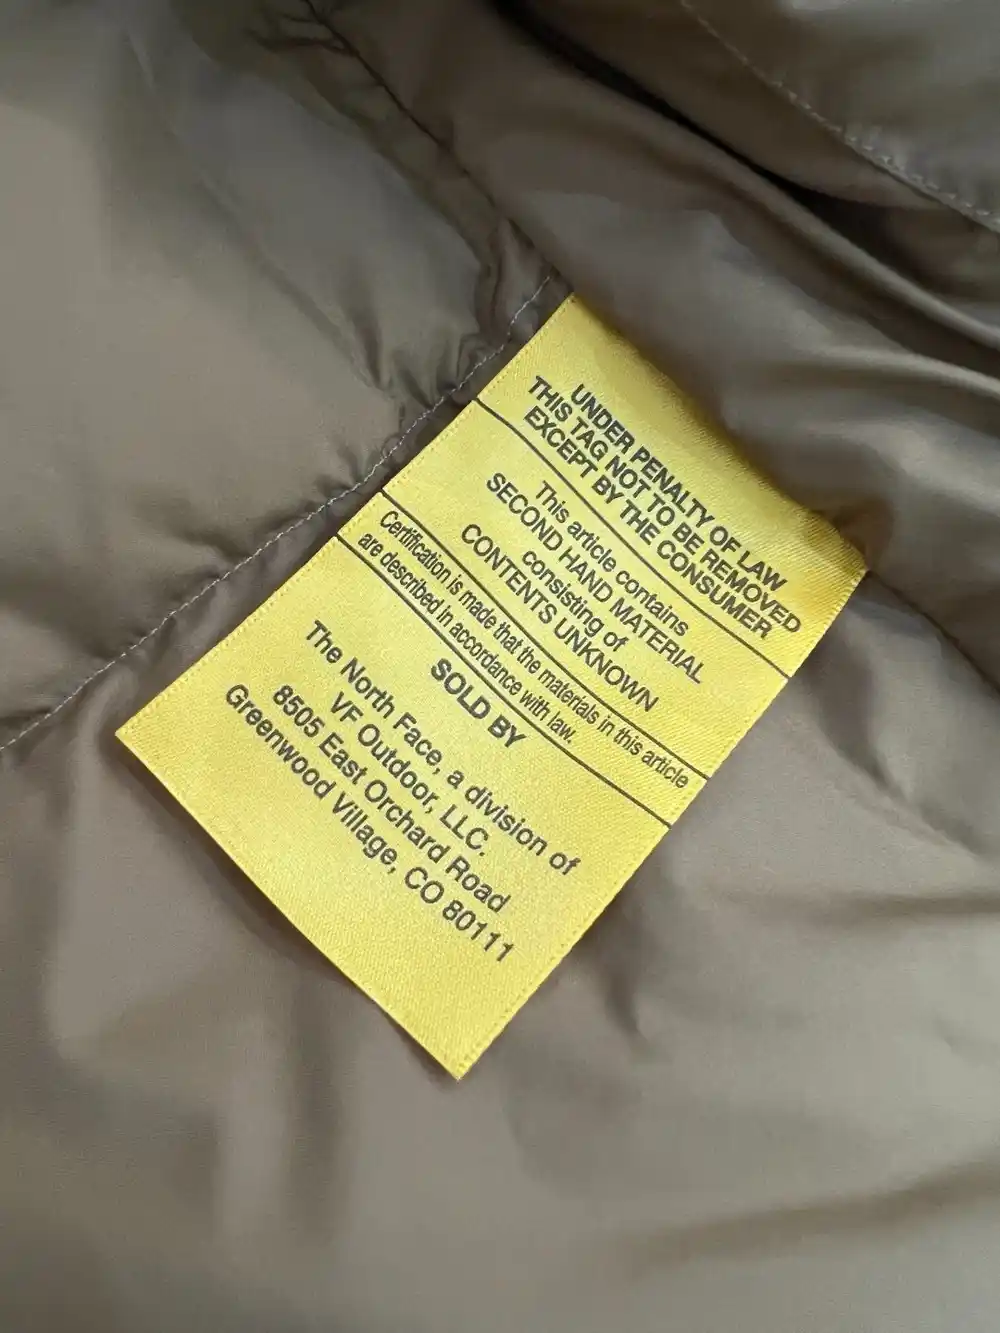 UNDER PENALTY OF LAW
THIS TAG NOT TO BE REMOVED
EXCEPT BY THE CONSUMER
This article contains
SECOND HAND MATERIAL
consisting of
CONTENTS UNKNOWN
Certification is made that the materials in this article
are described in accordance with law.
SOLD BY
The North Face, a division of
VF Outdoor, LLC.
8505 East Orchard Road
Greenwood Village, CO 80111